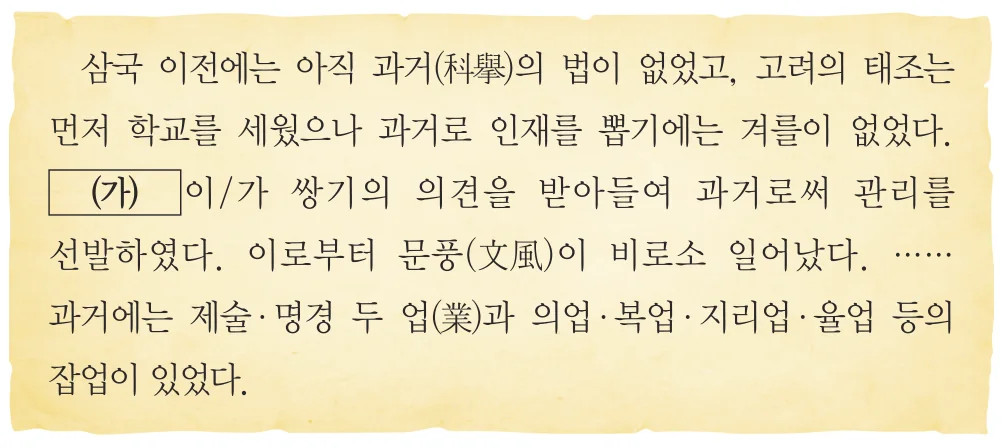 삼국 이전에는 아직 과거(科擧)의 법이 없었고, 고려의 태조는
먼저 학교를 세웠으나 과거로 인재를 뽑기에는 겨를이 없었다.
(가) 이/가 쌍기의 의견을 받아들여 과거로써 관리를
선발하였다. 이로부터 문풍(文風)이 비로소 일어났다. ……
과거에는 제술·명경 두 업(業)과 의업·복업·지리업·율업 등의
잡업이 있었다.